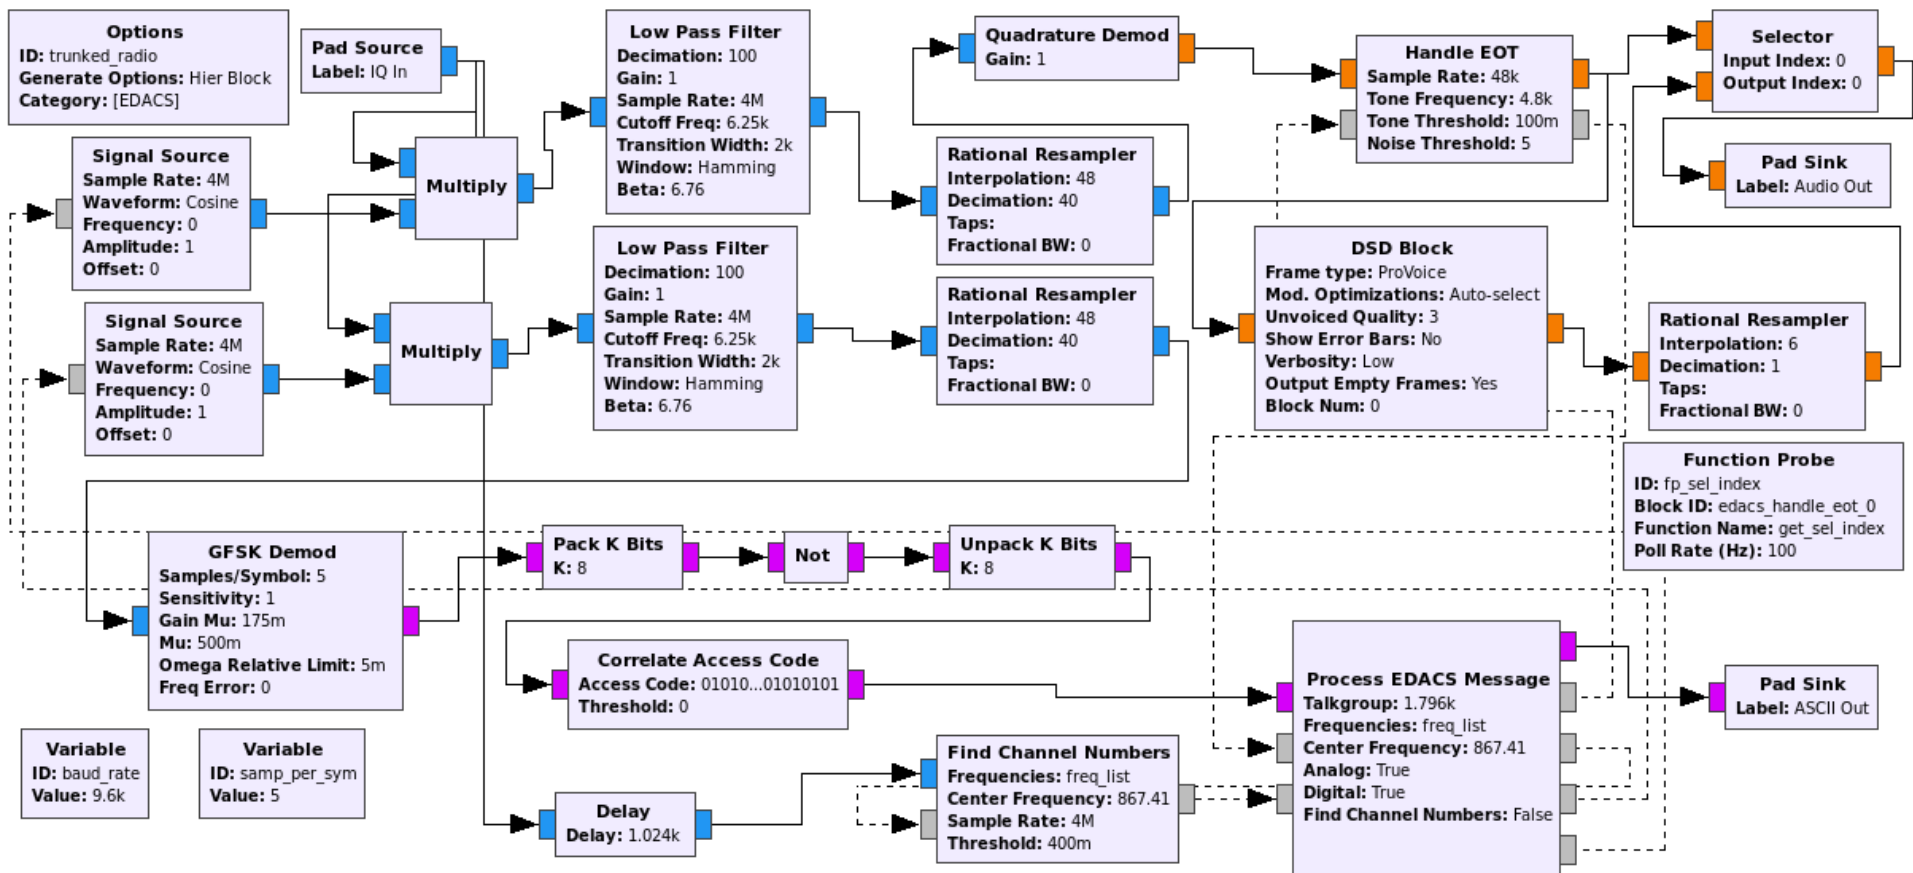 Options
ID: trunked_radio
Generate Options: Hier Block
Category: [EDACS]
Pad Source
Label: IQ In
Low Pass Filter
Decimation: 100
Gain: 1
Sample Rate: 4M
Cutoff Freq: 6.25k
Transition Width: 2k
Window: Hamming
Beta: 6.76
Quadrature Demod
Gain: 1
Handle EOT
Sample Rate: 48k
Tone Frequency: 4.8k
Tone Threshold: 100m
Noise Threshold: 5
Selector
Input Index: 0
Output Index: 0
Signal Source
Sample Rate: 4M
Waveform: Cosine
Frequency: 0
Amplitude: 1
Offset: 0
Multiply
Rational Resampler
Interpolation: 48
Decimation: 40
Taps:
Fractional BW: 0
Pad Sink
Label: Audio Out
Signal Source
Sample Rate: 4M
Waveform: Cosine
Frequency: 0
Amplitude: 1
Offset: 0
Multiply
Low Pass Filter
Decimation: 100
Gain: 1
Sample Rate: 4M
Cutoff Freq: 6.25k
Transition Width: 2k
Window: Hamming
Beta: 6.76
Rational Resampler
Interpolation: 48
Decimation: 40
Taps:
Fractional BW: 0
DSD Block
Frame type: ProVoice
Mod. Optimizations: Auto-select
Unvoiced Quality: 3
Show Error Bars: No
Verbosity: Low
Output Empty Frames: Yes
Block Num: 0
Rational Resampler
Interpolation: 6
Decimation: 1
Taps:
Fractional BW: 0
Function Probe
ID: fp_sel_index
Block ID: edacs_handle_eot_0
Function Name: get_sel_index
Poll Rate (Hz): 100
GFSK Demod
Samples/Symbol: 5
Sensitivity: 1
Gain Mu: 175m
Mu: 500m
Omega Relative Limit: 5m
Freq Error: 0
Pack K Bits
K: 8
Not
Unpack K Bits
K: 8
Correlate Access Code
Access Code: 01010...01010101
Threshold: 0
Process EDACS Message
Talkgroup: 1.796k
Frequencies: freq_list
Center Frequency: 867.41
Analog: True
Digital: True
Find Channel Numbers: False
Pad Sink
Label: ASCII Out
Variable
ID: baud_rate
Value: 9.6k
Variable
ID: samp_per_sym
Value: 5
Delay
Delay: 1.024k
Find Channel Numbers
Frequencies: freq_list
Center Frequency: 867.41
Sample Rate: 4M
Threshold: 400m